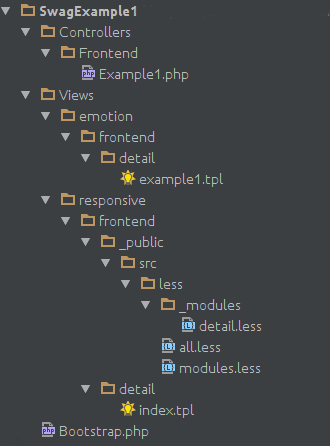 SwagExample1
Controllers
Frontend
Example1.php
Views
emotion
frontend
detail
example1.tpl
responsive
frontend
_public
src
less
_modules
detail.less
all.less
modules.less
detail
index.tpl
Bootstrap.php